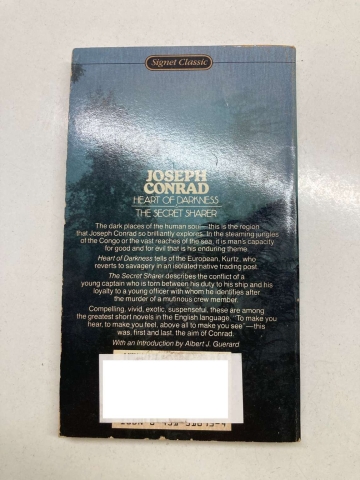 Signet Classic
JOSEPH
CONRAD
HEART OF DARKNESS
THE SECRET SHARER
The dark places of the human soul—this is the region
that Joseph Conrad so brilliantly explores. In the steaming jungles
of the Congo or the vast reaches of the sea, it is man's capacity
for good and for evil that is his enduring theme.
Heart of Darkness tells of the European, Kurtz, who
reverts to savagery in an isolated native trading post.
The Secret Sharer describes the conflict of a
young captain who is torn between his duty to his ship and his
loyalty to a young officer with whom he identifies after
the murder of a mutinous crew member.
Compelling, vivid, exotic, suspenseful, these are among
the greatest short novels in the English language. "To make you
hear, to make you feel, above all to make you see"—this
was, first and last, the aim of Conrad.
With an Introduction by Albert J. Guerard